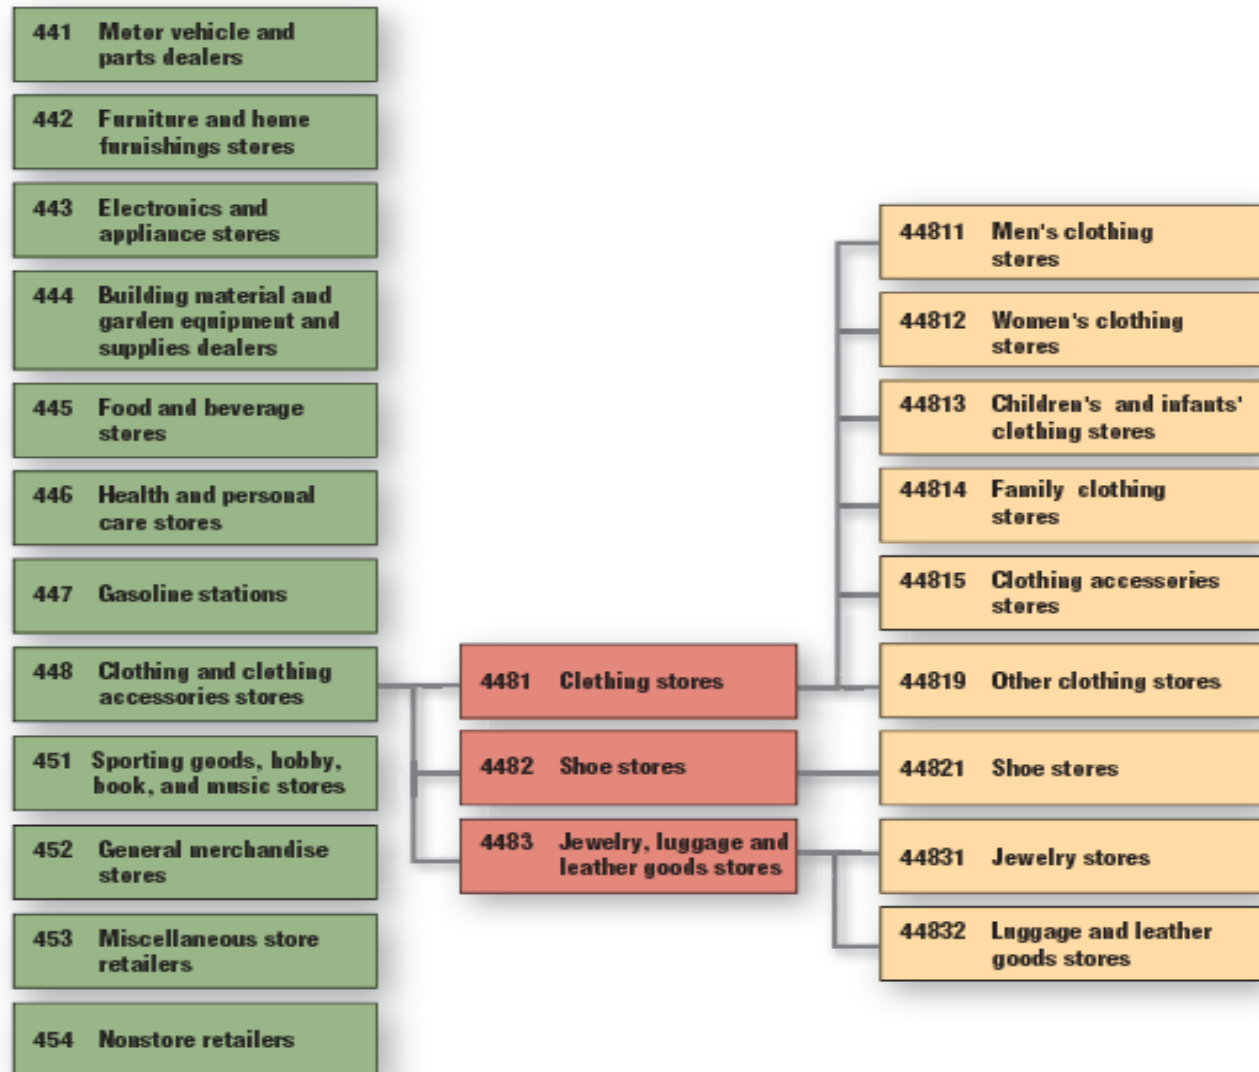 441 Motor vehicle and
parts dealers
442 Furniture and home
furnishings stores
443 Electronics and
appliance stores
444 Building material and
garden equipment and
supplies dealers
445 Food and beverage
stores
446 Health and personal
care stores
447 Gasoline stations
448 Clothing and clothing
accessories stores
451 Sporting goods, hobby,
book, and music stores
452 General merchandise
stores
453 Miscellaneous store
retailers
454 Nonstore retailers
4481 Clothing stores
4482 Shoe stores
4483 Jewelry, luggage and
leather goods stores
44811 Men's clothing
stores
44812 Women's clothing
stores
44813 Children's and infants'
clothing stores
44814 Family clothing
stores
44815 Clothing accessories
stores
44819 Other clothing stores
44821 Shoe stores
44831 Jewelry stores
44832 Luggage and leather
goods stores